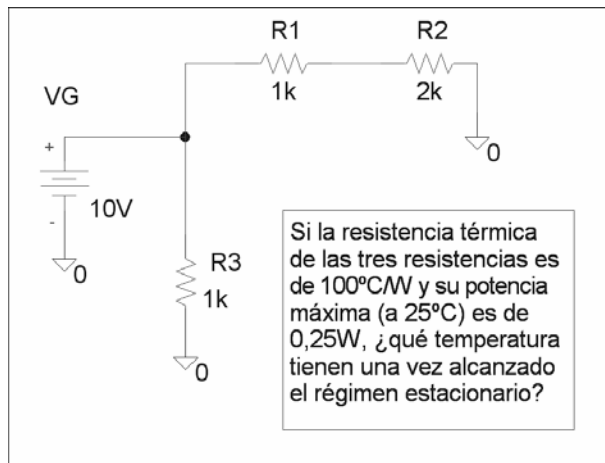 R1
R2
1k
2k
0
VG
+
-
10V
0
R3
1k
0
Si la resistencia térmica
de las tres resistencias es
de 100ºC/W y su potencia
máxima (a 25ºC) es de
0,25W, ¿qué temperatura
tienen una vez alcanzado
el régimen estacionario?